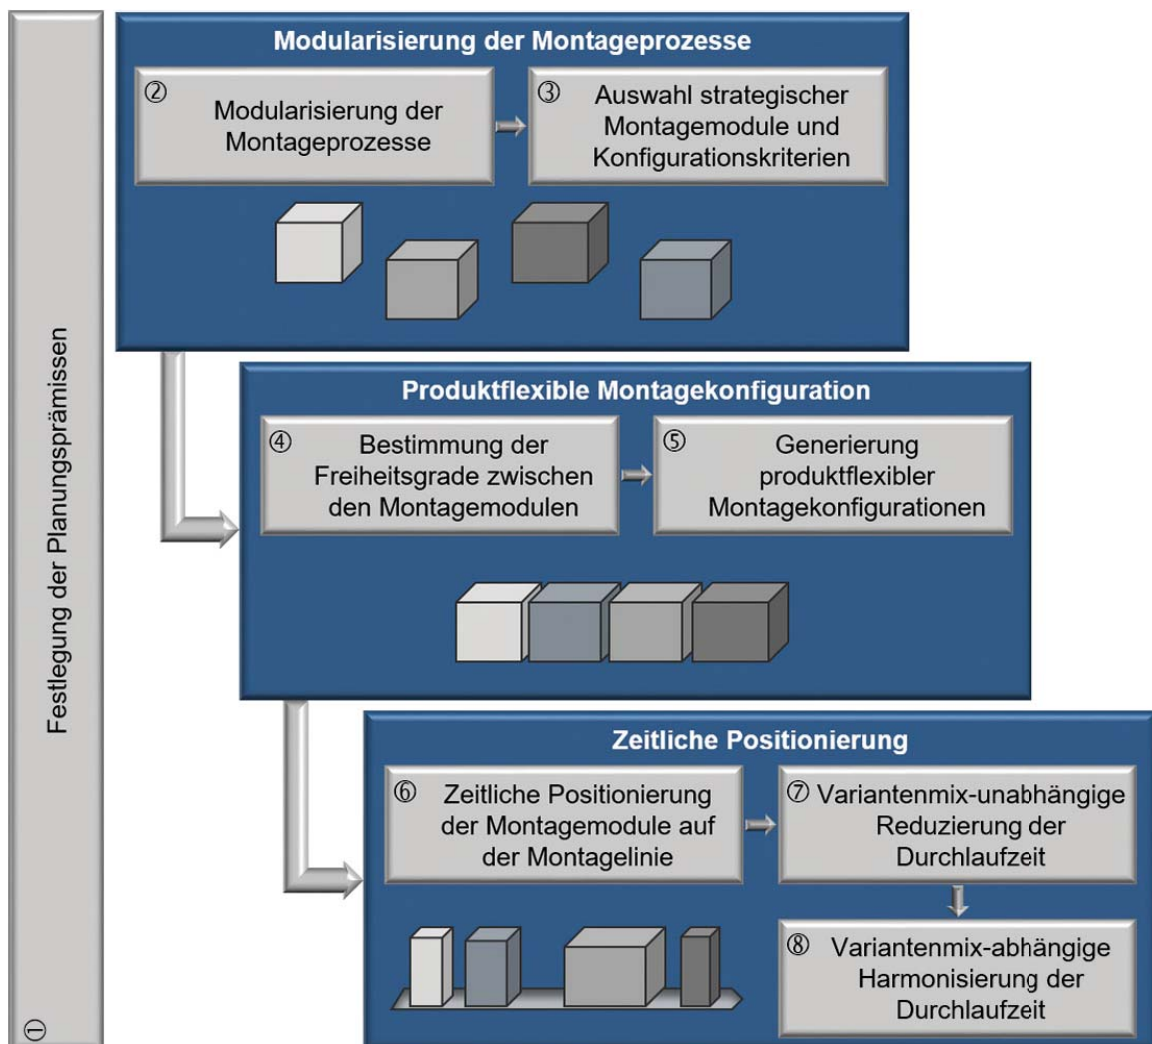 ① Festlegung der Planungsprämissen
Modularisierung der Montageprozesse
② Modularisierung der
Montageprozesse
③ Auswahl strategischer
Montagemodule und
Konfigurationskriterien
Produktflexible Montagekonfiguration
④ Bestimmung der
Freiheitsgrade zwischen
den Montagemodulen
⑤ Generierung
produktflexibler
Montagekonfigurationen
Zeitliche Positionierung
⑥ Zeitliche Positionierung
der Montagemodule auf
der Montagelinie
⑦ Variantenmix-unabhängige
Reduzierung der
Durchlaufzeit
⑧ Variantenmix-abhängige
Harmonisierung der
Durchlaufzeit